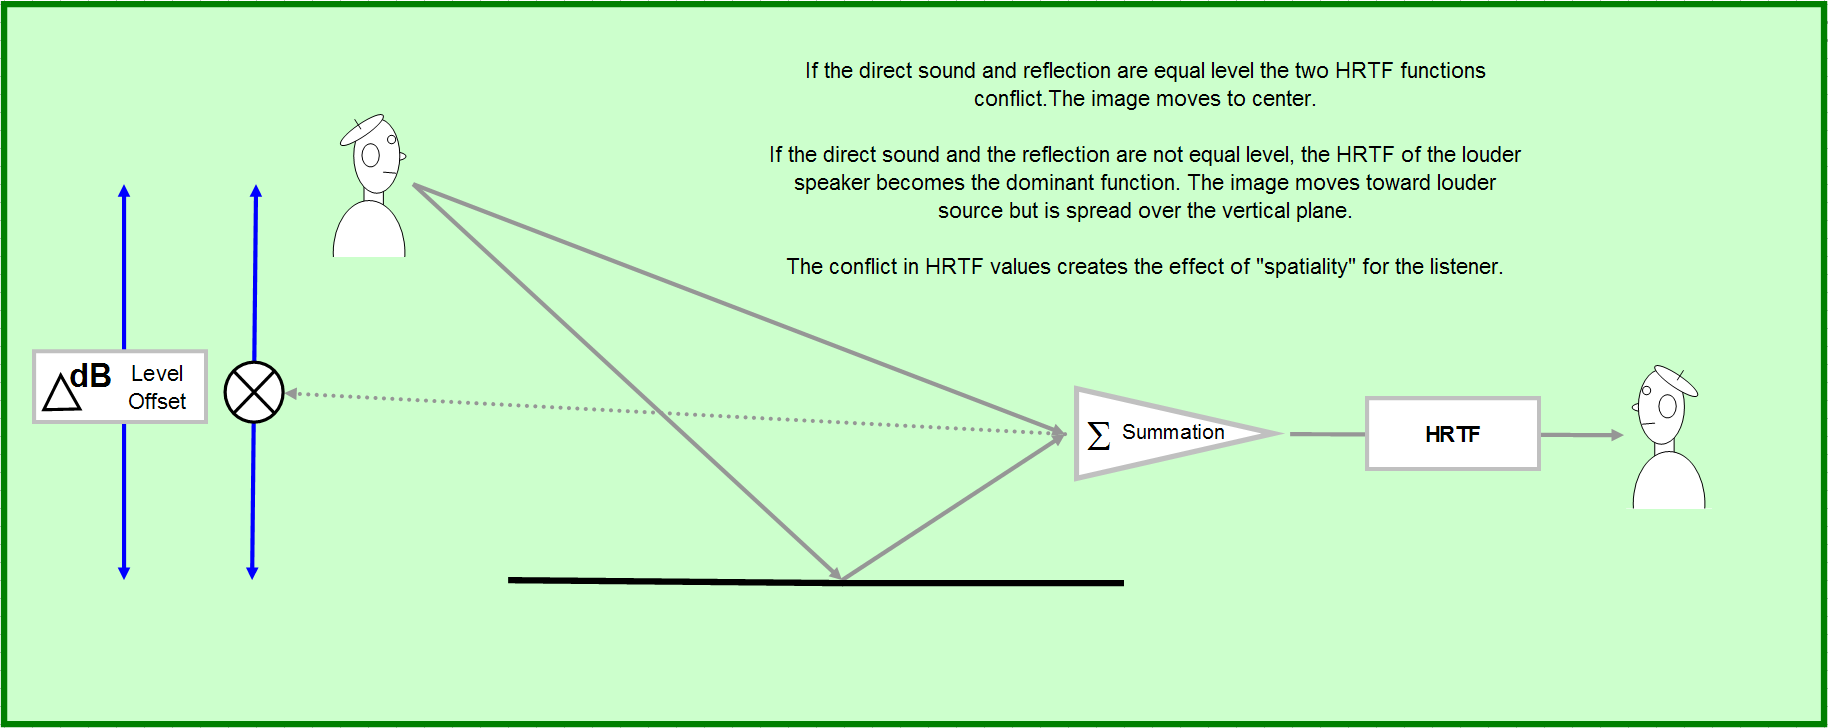 If the direct sound and reflection are equal level the two HRTF functions
conflict.The image moves to center.
If the direct sound and the reflection are not equal level, the HRTF of the louder
speaker becomes the dominant function. The image moves toward louder
source but is spread over the vertical plane.
The conflict in HRTF values creates the effect of "spatiality" for the listener.
△dB Level
Offset
∑ Summation
HRTF